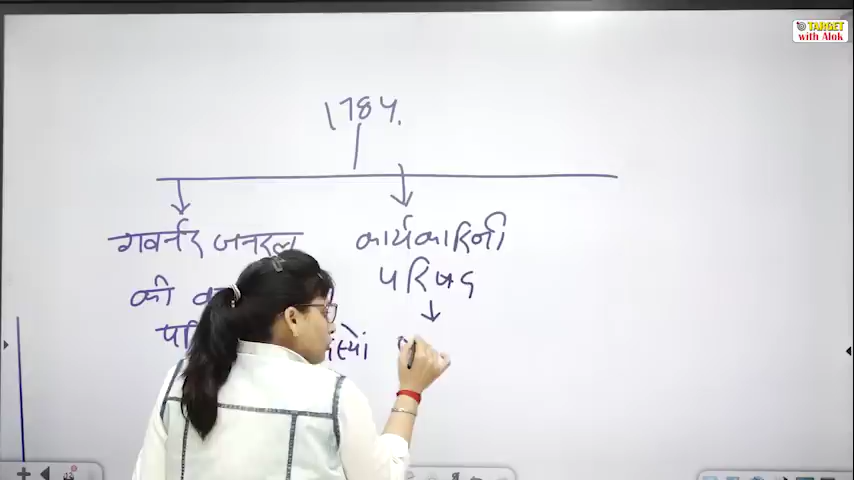 TARGET
with Alok
1784.
गवर्नर जनरल
की
कार्यकारिनी
परिषद